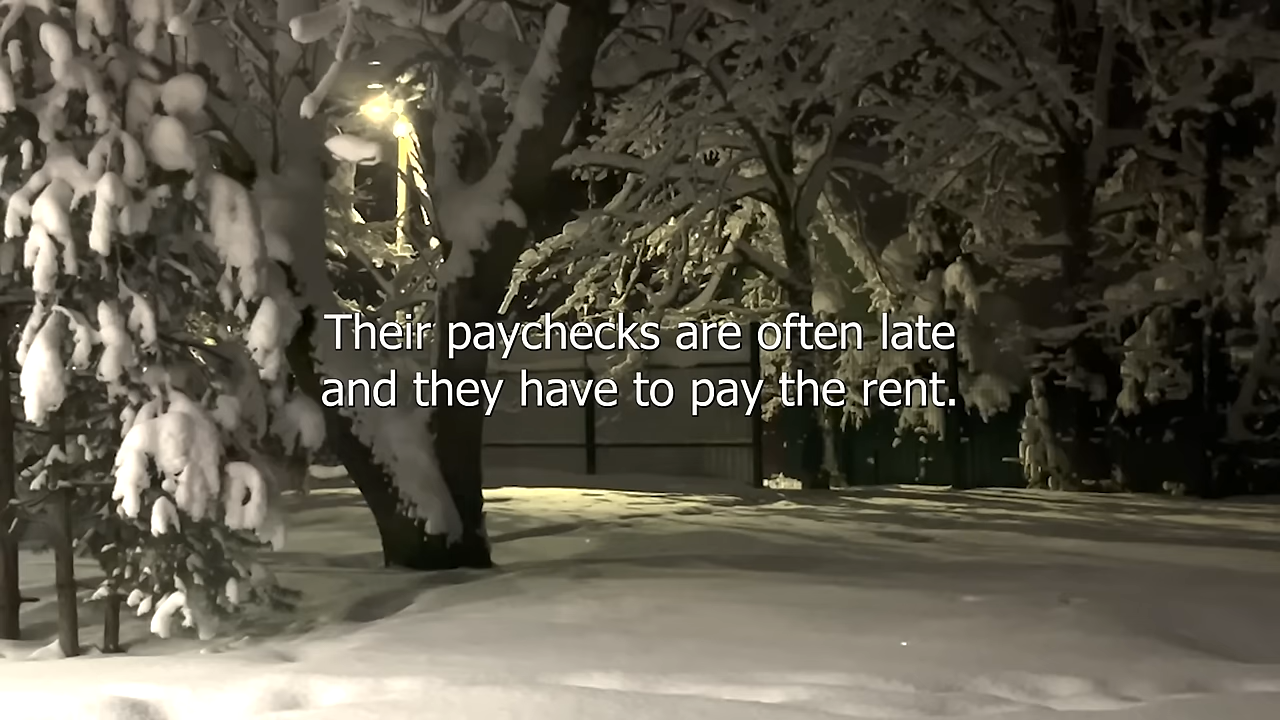 Their paychecks are often late
and they have to pay the rent.